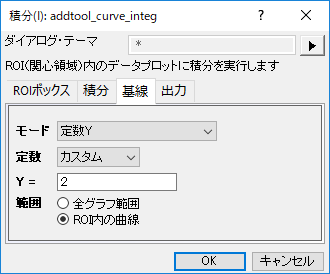 積分(I): addtool_curve_integ
ダイアログ・テーマ *
ROI(関心領域)内のデータプロットに積分を実行します
ROIボックス 積分 基線 出力
モード 定数Y
定数 カスタム
Y = 2
範囲 全グラフ範囲
ROI内の曲線
OK キャンセル